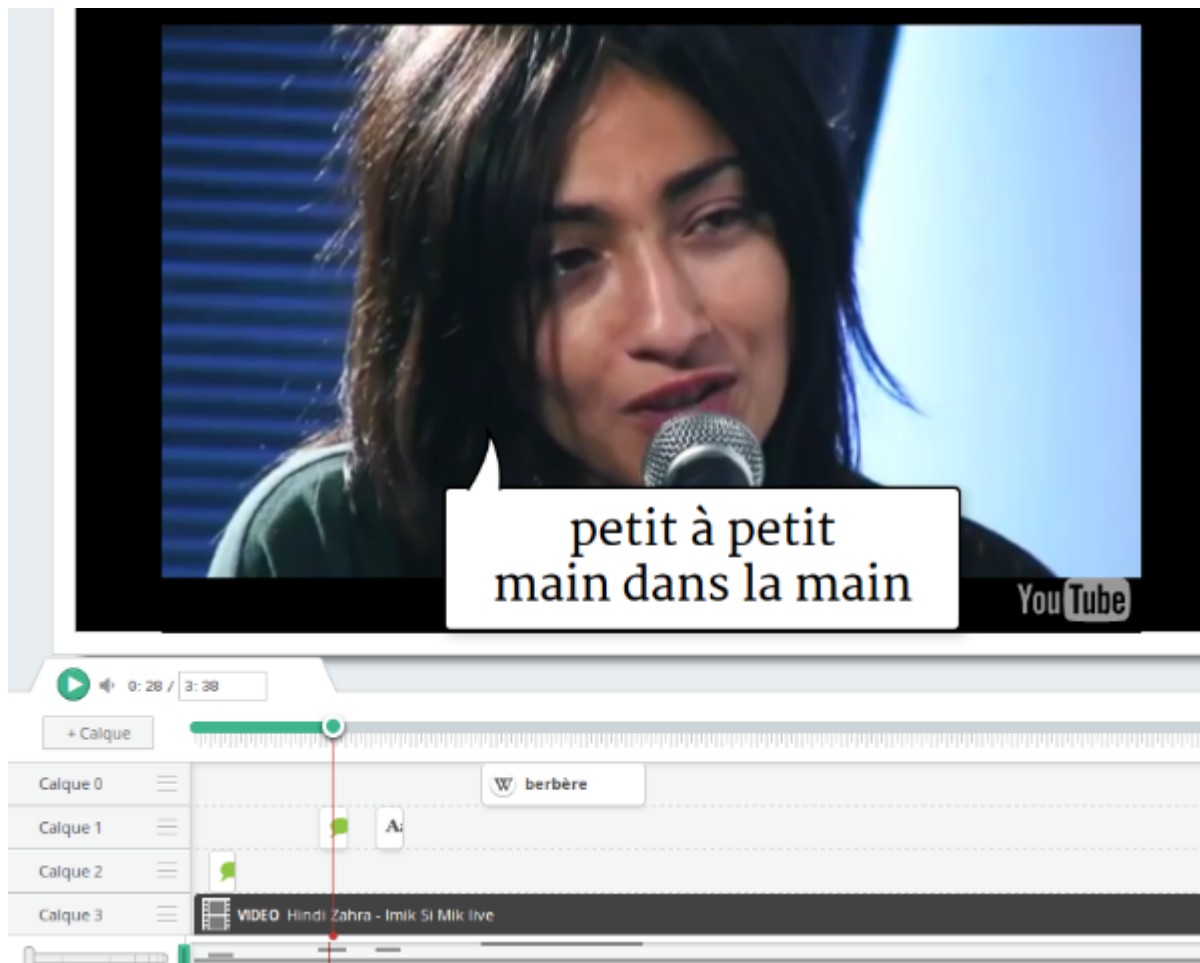 petit à petit
main dans la main
YouTube
0: 28 / 3: 38
+ Calque
Calque 0
W berbère
Calque 1
Aa
Calque 2
Calque 3
VIDEO Hindi Zahra - Imik Si Mik live